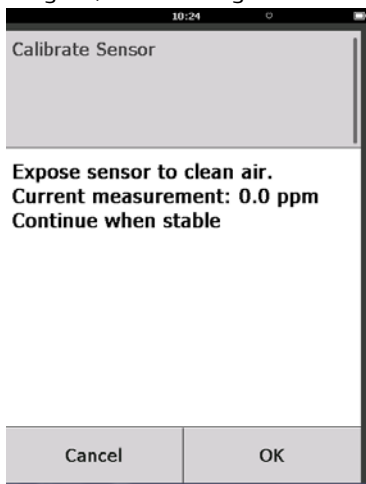 10:24
Calibrate Sensor
Expose sensor to clean air.
Current measurement: 0.0 ppm
Continue when stable
Cancel
OK